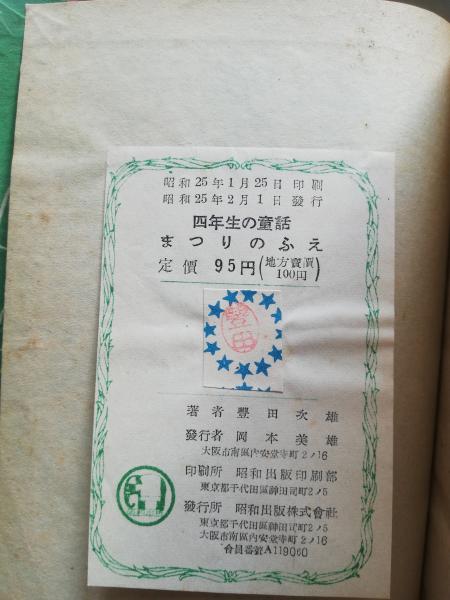 昭和25年1月25日印刷
昭和25年2月1日發行
四年生の童話
まつりのふえ
定價 95円(地方賣價100円)
豐田
著者 豐田次雄
發行者 岡本美雄
大阪市南區內安堂寺町2ノ16
印刷所 昭和出版印刷部
東京都千代田區神田司町2ノ5
發行所 昭和出版株式會社
東京都千代田區神田司町2ノ5
大阪市南區內安堂寺町2ノ16
會員番號A119060